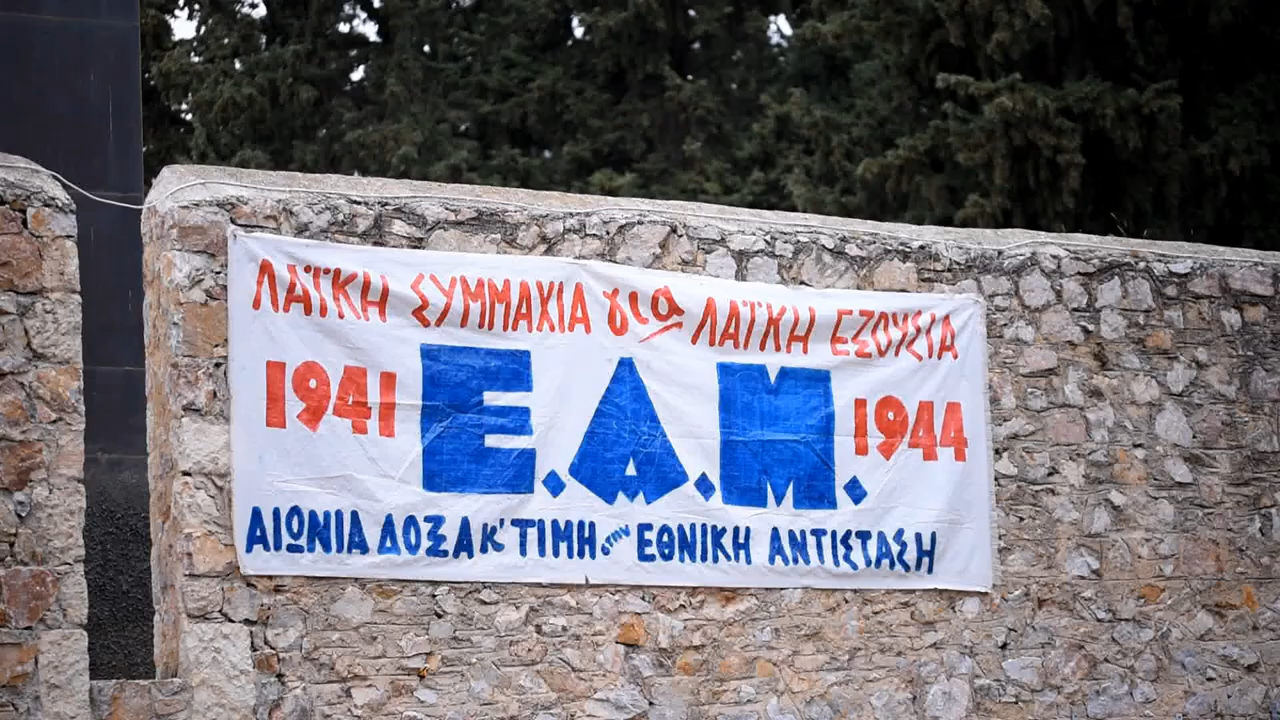 ΛΑΪΚΗ ΣΥΜΜΑΧΙΑ για ΛΑΪΚΗ ΕΞΟΥΣΙΑ
1941 Ε.Α.Μ. 1944
ΑΙΩΝΙΑ ΔΟΞΑ κ' ΤΙΜΗ στην ΕΘΝΙΚΗ ΑΝΤΙΣΤΑΣΗ